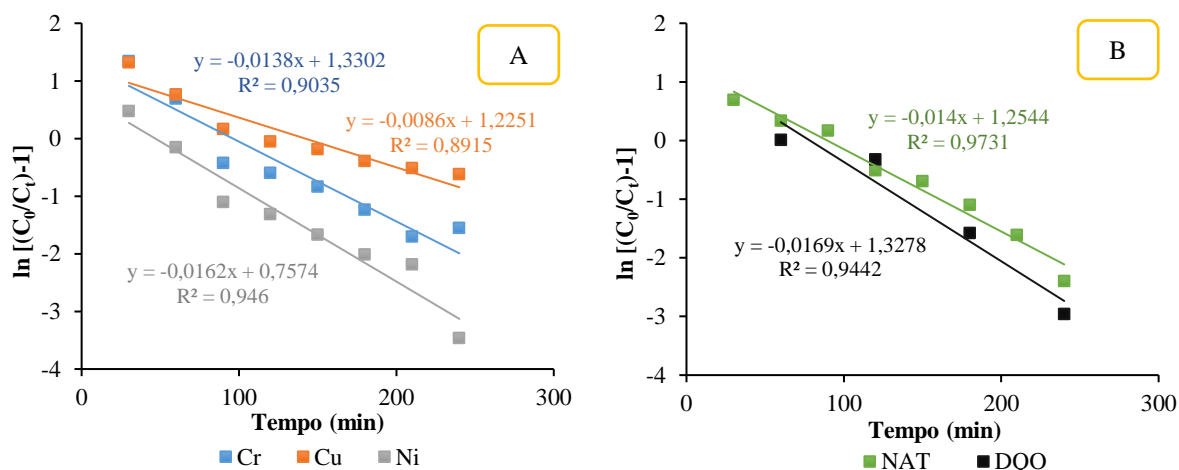 A
ln [(C₀/Cₜ)-1]
2
1
0
-1
-2
-3
-4
y = -0,0138x + 1,3302
R² = 0,9035
y = -0,0086x + 1,2251
R² = 0,8915
y = -0,0162x + 0,7574
R² = 0,946
0 100 200 300
Tempo (min)
Cr Cu Ni
B
ln [(C₀/Cₜ)-1]
2
1
0
-1
-2
-3
-4
y = -0,014x + 1,2544
R² = 0,9731
y = -0,0169x + 1,3278
R² = 0,9442
0 100 200 300
Tempo (min)
NAT DOO